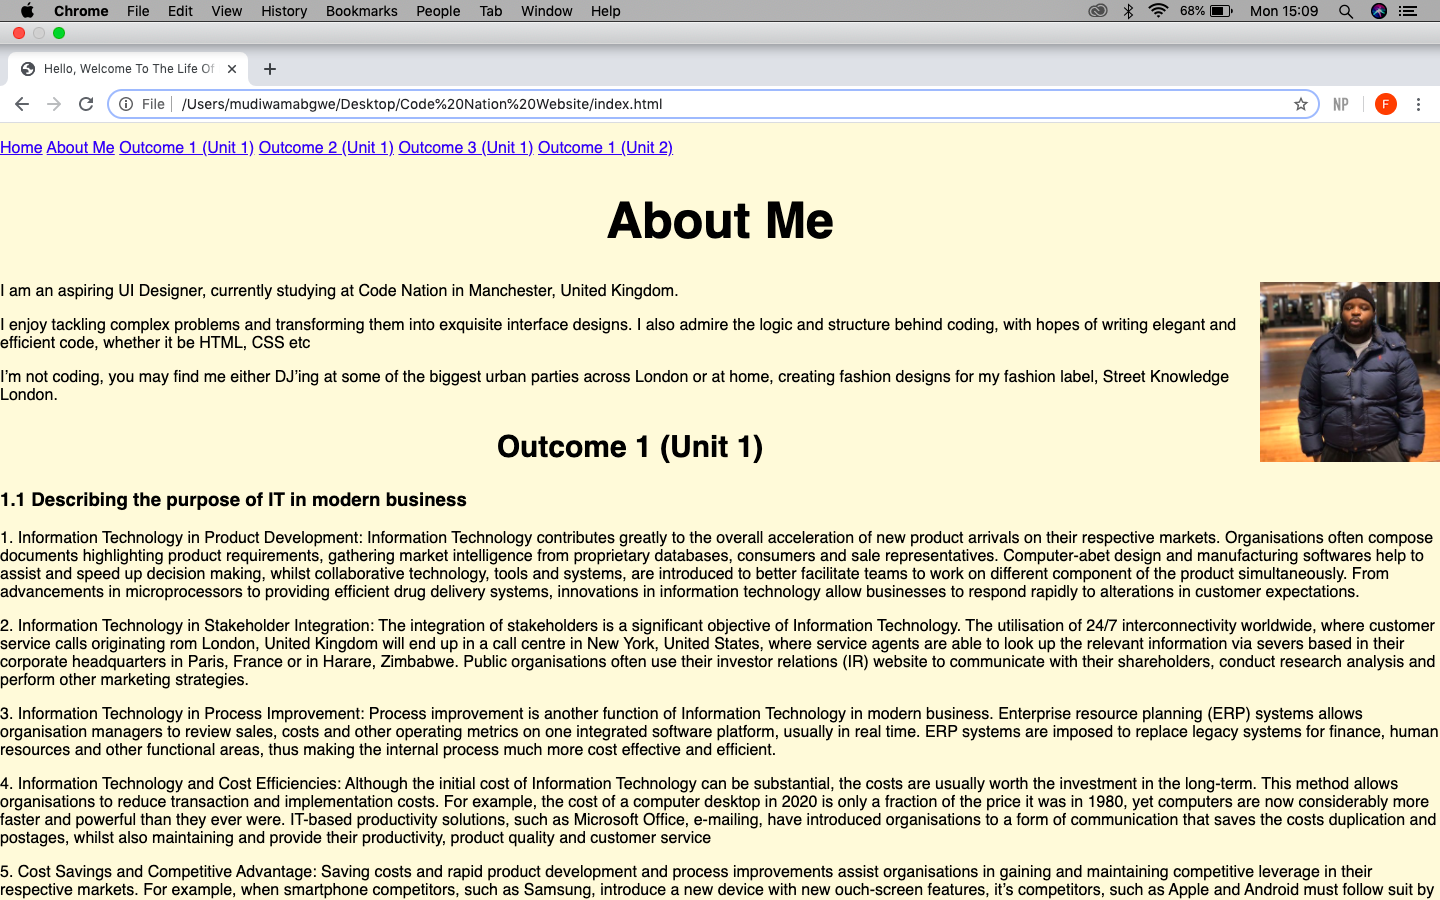 Chrome File Edit View History Bookmarks People Tab Window Help 68% Mon 15:09
Hello, Welcome To The Life Of
File /Users/mudiwamabgwe/Desktop/Code%20Nation%20Website/index.html NP F
Home About Me Outcome 1 (Unit 1) Outcome 2 (Unit 1) Outcome 3 (Unit 1) Outcome 1 (Unit 2)
About Me
I am an aspiring UI Designer, currently studying at Code Nation in Manchester, United Kingdom.
I enjoy tackling complex problems and transforming them into exquisite interface designs. I also admire the logic and structure behind coding, with hopes of writing elegant and
efficient code, whether it be HTML, CSS etc
I’m not coding, you may find me either DJ’ing at some of the biggest urban parties across London or at home, creating fashion designs for my fashion label, Street Knowledge
London.
Outcome 1 (Unit 1)
1.1 Describing the purpose of IT in modern business
1. Information Technology in Product Development: Information Technology contributes greatly to the overall acceleration of new product arrivals on their respective markets. Organisations often compose
documents highlighting product requirements, gathering market intelligence from proprietary databases, consumers and sale representatives. Computer-abet design and manufacturing softwares help to
assist and speed up decision making, whilst collaborative technology, tools and systems, are introduced to better facilitate teams to work on different component of the product simultaneously. From
advancements in microprocessors to providing efficient drug delivery systems, innovations in information technology allow businesses to respond rapidly to alterations in customer expectations.
2. Information Technology in Stakeholder Integration: The integration of stakeholders is a significant objective of Information Technology. The utilisation of 24/7 interconnectivity worldwide, where customer
service calls originating rom London, United Kingdom will end up in a call centre in New York, United States, where service agents are able to look up the relevant information via severs based in their
corporate headquarters in Paris, France or in Harare, Zimbabwe. Public organisations often use their investor relations (IR) website to communicate with their shareholders, conduct research analysis and
perform other marketing strategies.
3. Information Technology in Process Improvement: Process improvement is another function of Information Technology in modern business. Enterprise resource planning (ERP) systems allows
organisation managers to review sales, costs and other operating metrics on one integrated software platform, usually in real time. ERP systems are imposed to replace legacy systems for finance, human
resources and other functional areas, thus making the internal process much more cost effective and efficient.
4. Information Technology and Cost Efficiencies: Although the initial cost of Information Technology can be substantial, the costs are usually worth the investment in the long-term. This method allows
organisations to reduce transaction and implementation costs. For example, the cost of a computer desktop in 2020 is only a fraction of the price it was in 1980, yet computers are now considerably more
faster and powerful than they ever were. IT-based productivity solutions, such as Microsoft Office, e-mailing, have introduced organisations to a form of communication that saves the costs duplication and
postages, whilst also maintaining and provide their productivity, product quality and customer service
5. Cost Savings and Competitive Advantage: Saving costs and rapid product development and process improvements assist organisations in gaining and maintaining competitive leverage in their
respective markets. For example, when smartphone competitors, such as Samsung, introduce a new device with new ouch-screen features, it’s competitors, such as Apple and Android must follow suit by